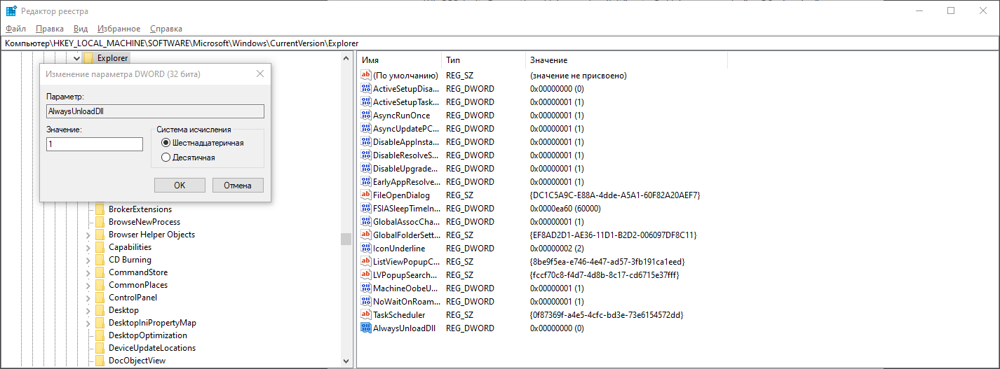 Редактор реестра
Файл Правка Вид Избранное Справка
Компьютер\HKEY_LOCAL_MACHINE\SOFTWARE\Microsoft\Windows\CurrentVersion\Explorer
Explorer
Изменение параметра DWORD (32 бита)
Параметр:
AlwaysUnloadDll
Значение:
1
Система исчисления
Шестнадцатеричная
Десятичная
OK Отмена
BrokerExtensions
BrowseNewProcess
Browser Helper Objects
Capabilities
CD Burning
CommandStore
CommonPlaces
ControlPanel
Desktop
DesktopIniPropertyMap
DesktopOptimization
DeviceUpdateLocations
DocObjectView
Имя Тип Значение
(По умолчанию) REG_SZ (значение не присвоено)
ActiveSetupDisa... REG_DWORD 0x00000000 (0)
ActiveSetupTask... REG_DWORD 0x00000001 (1)
AsyncRunOnce REG_DWORD 0x00000001 (1)
AsyncUpdatePC... REG_DWORD 0x00000001 (1)
DisableAppInsta... REG_DWORD 0x00000001 (1)
DisableResolveS... REG_DWORD 0x00000001 (1)
DisableUpgrade... REG_DWORD 0x00000001 (1)
EarlyAppResolve... REG_DWORD 0x00000001 (1)
FileOpenDialog REG_SZ {DC1C5A9C-E88A-4dde-A5A1-60F82A20AEF7}
FSIASleepTimeIn... REG_DWORD 0x0000ea60 (60000)
GlobalAssocCha... REG_DWORD 0x00000001 (1)
GlobalFolderSett... REG_SZ {EF8AD2D1-AE36-11D1-B2D2-006097DF8C11}
IconUnderline REG_DWORD 0x00000002 (2)
ListViewPopupC... REG_SZ {8be9f5ea-e746-4e47-ad57-3fb191ca1eed}
LVPopupSearch... REG_SZ {fccf70c8-f4d7-4d8b-8c17-cd6715e37fff}
MachineOobeU... REG_DWORD 0x00000001 (1)
NoWaitOnRoam... REG_DWORD 0x00000001 (1)
TaskScheduler REG_SZ {0f87369f-a4e5-4cfc-bd3e-73e6154572dd}
AlwaysUnloadDll REG_DWORD 0x00000000 (0)